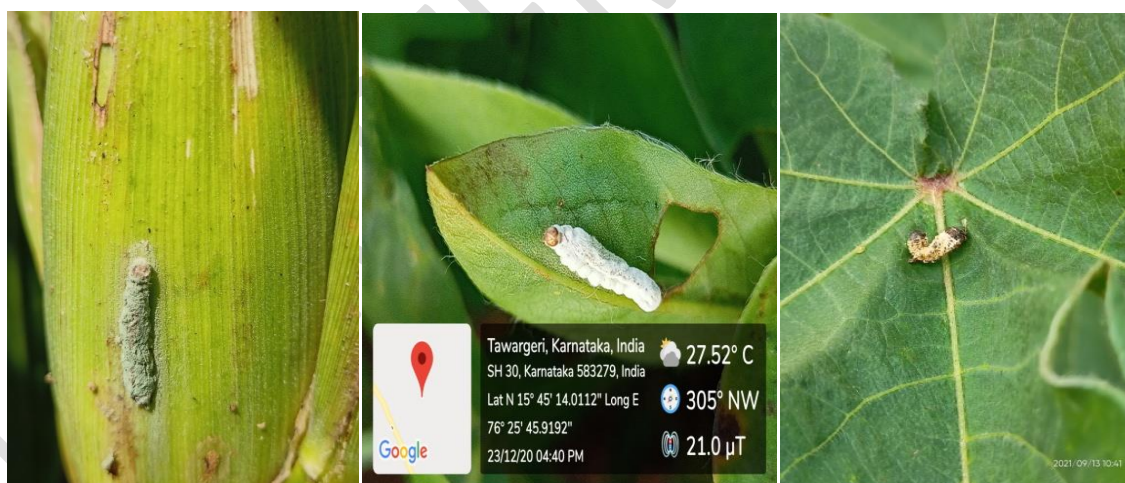 Tawargeri, Karnataka, India
SH 30, Karnataka 583279, India
Lat N 15° 45' 14.0112" Long E
76° 25' 45.9192"
23/12/20 04:40 PM
27.52° C
305° NW
21.0 µT
Google
2021/09/13 10:41